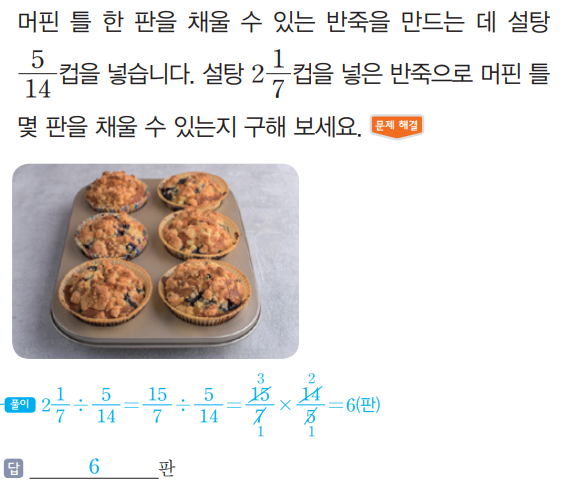 머핀 틀 한 판을 채울 수 있는 반죽을 만드는 데 설탕
5/14컵을 넣습니다. 설탕 2 1/7컵을 넣은 반죽으로 머핀 틀
몇 판을 채울 수 있는지 구해 보세요. 문제 해결
풀이 2 1/7 ÷ 5/14 = 15/7 ÷ 5/14 = 15/7 × 14/5 = 6(판)
3 2
1 1
답 6 판